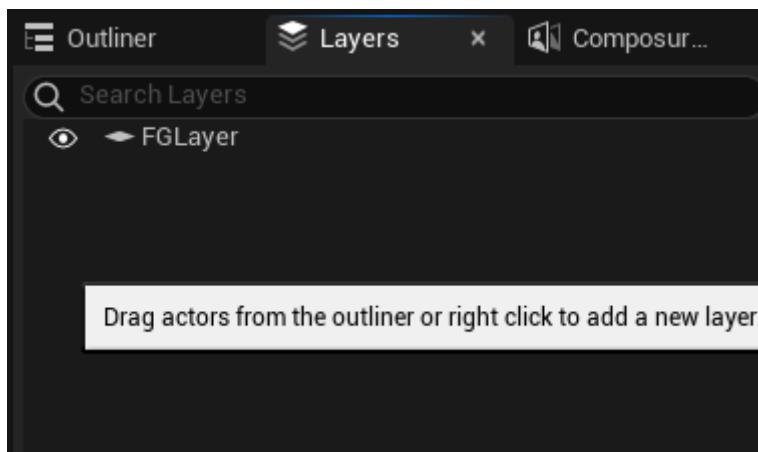 Outliner
Layers
Composur...
Search Layers
FGLayer
Drag actors from the outliner or right click to add a new layer